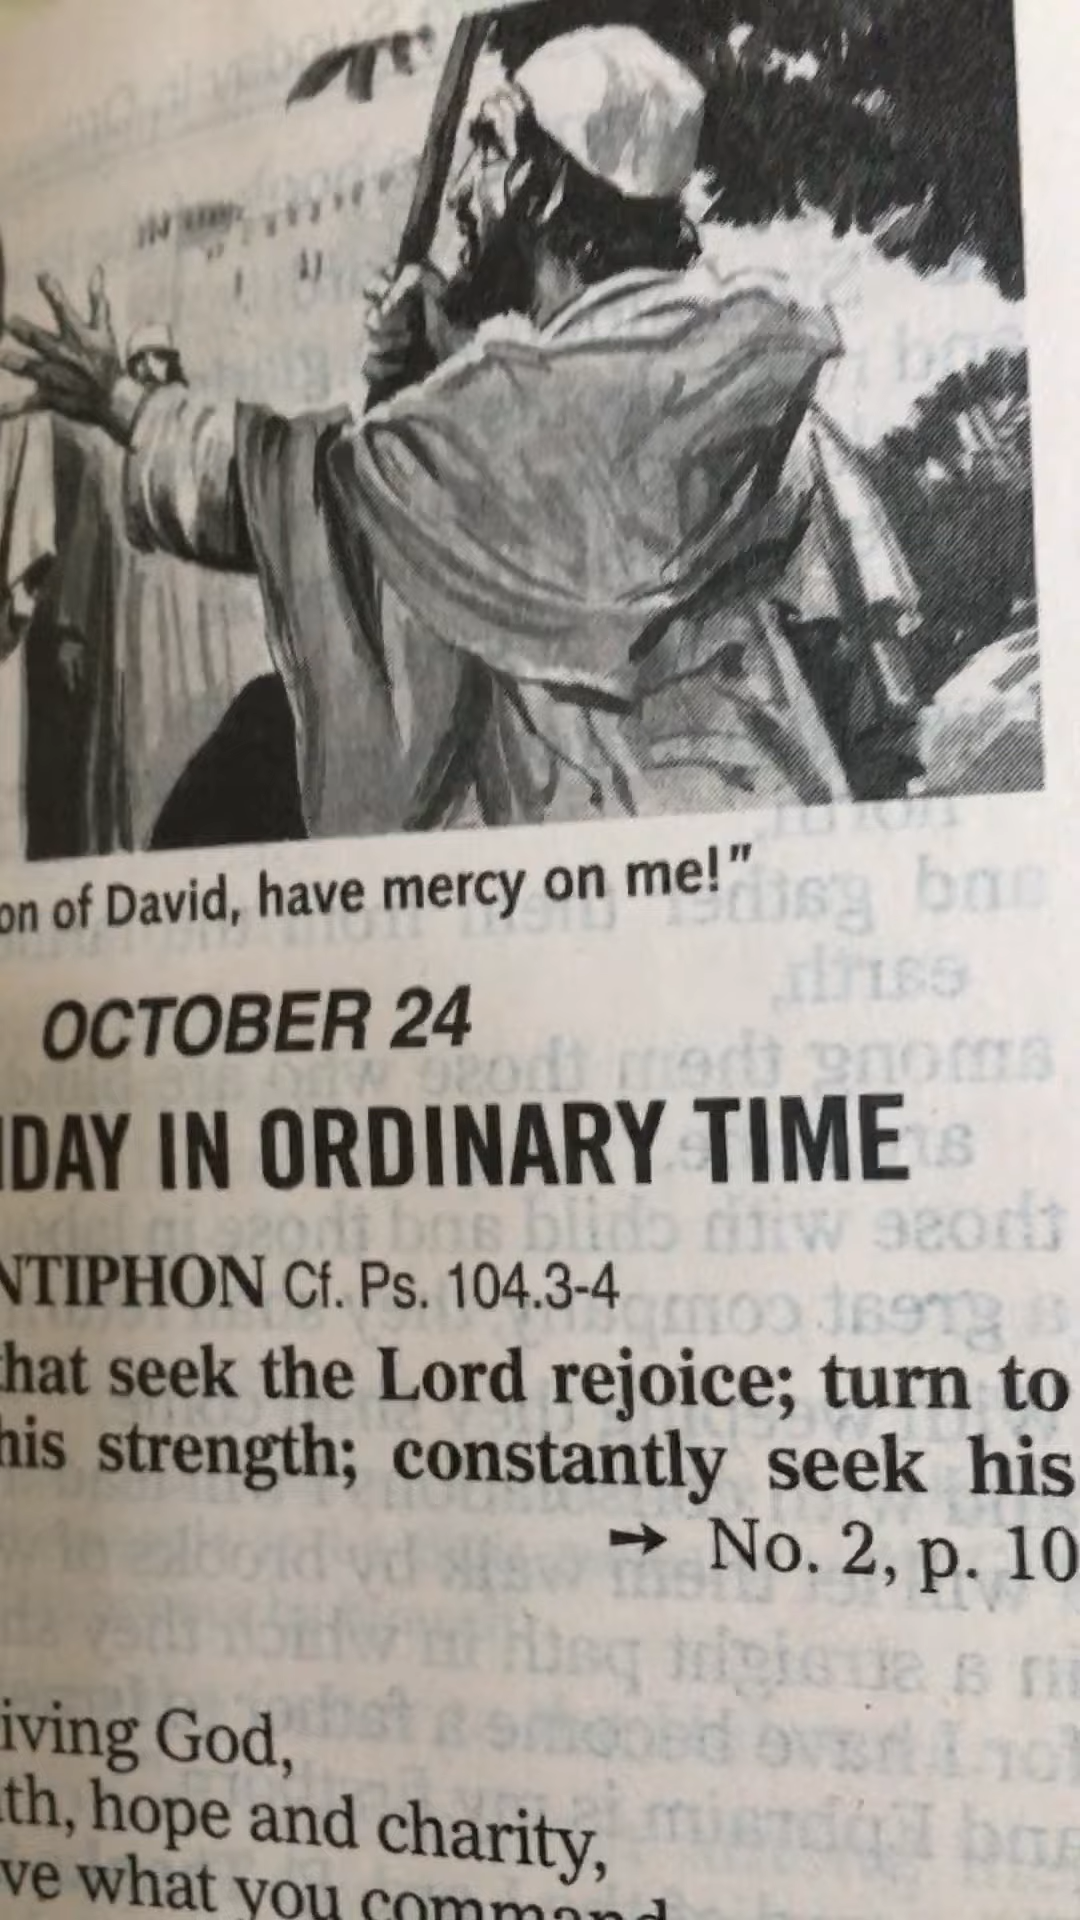 on of David, have mercy on me!"
OCTOBER 24
DAY IN ORDINARY TIME
NTIPHON Cf. Ps. 104.3-4
hat seek the Lord rejoice; turn to
his strength; constantly seek his
→ No. 2, p. 10
iving God,
th, hope and charity,
ve what you command